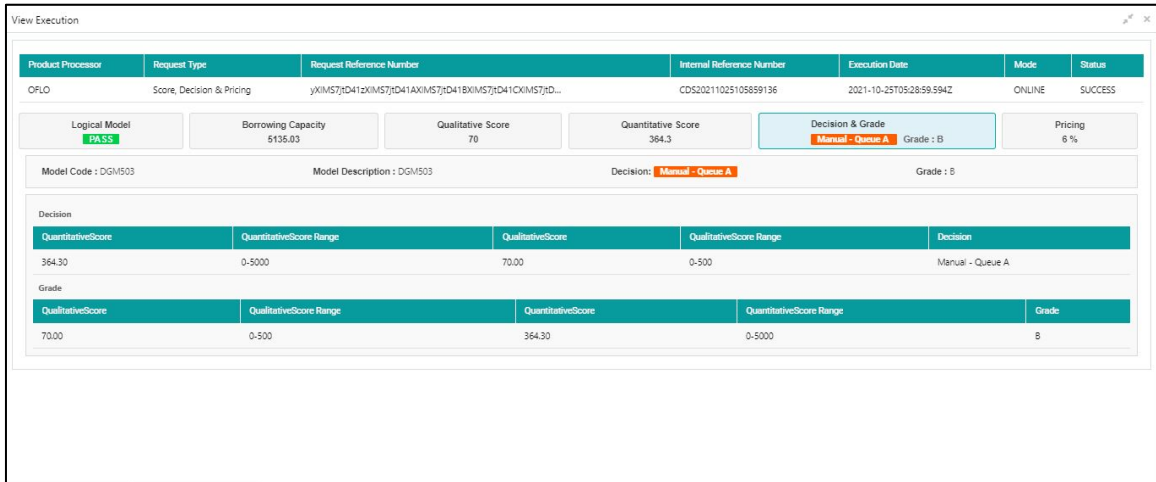 View Execution
Product Processor Request Type Request Reference Number Internal Reference Number Execution Date Mode Status
OFLO Score, Decision & Pricing yXIMS7jtD41zXIMS7jtD41AXIMS7jtD41BXIMS7jtD41CXIMS7jtD... CDS20211025105859136 2021-10-25T05:28:59.594Z ONLINE SUCCESS
Logical Model Borrowing Capacity Qualitative Score Quantitative Score Decision & Grade Pricing
PASS 5135.03 70 364.3 Manual - Queue A Grade : B 6 %
Model Code : DGM503 Model Description : DGM503 Decision: Manual - Queue A Grade : B
Decision
QuantitativeScore QuantitativeScore Range QualitativeScore QualitativeScore Range Decision
364.30 0-5000 70.00 0-500 Manual - Queue A
Grade
QualitativeScore QualitativeScore Range QuantitativeScore QuantitativeScore Range Grade
70.00 0-500 364.30 0-5000 B